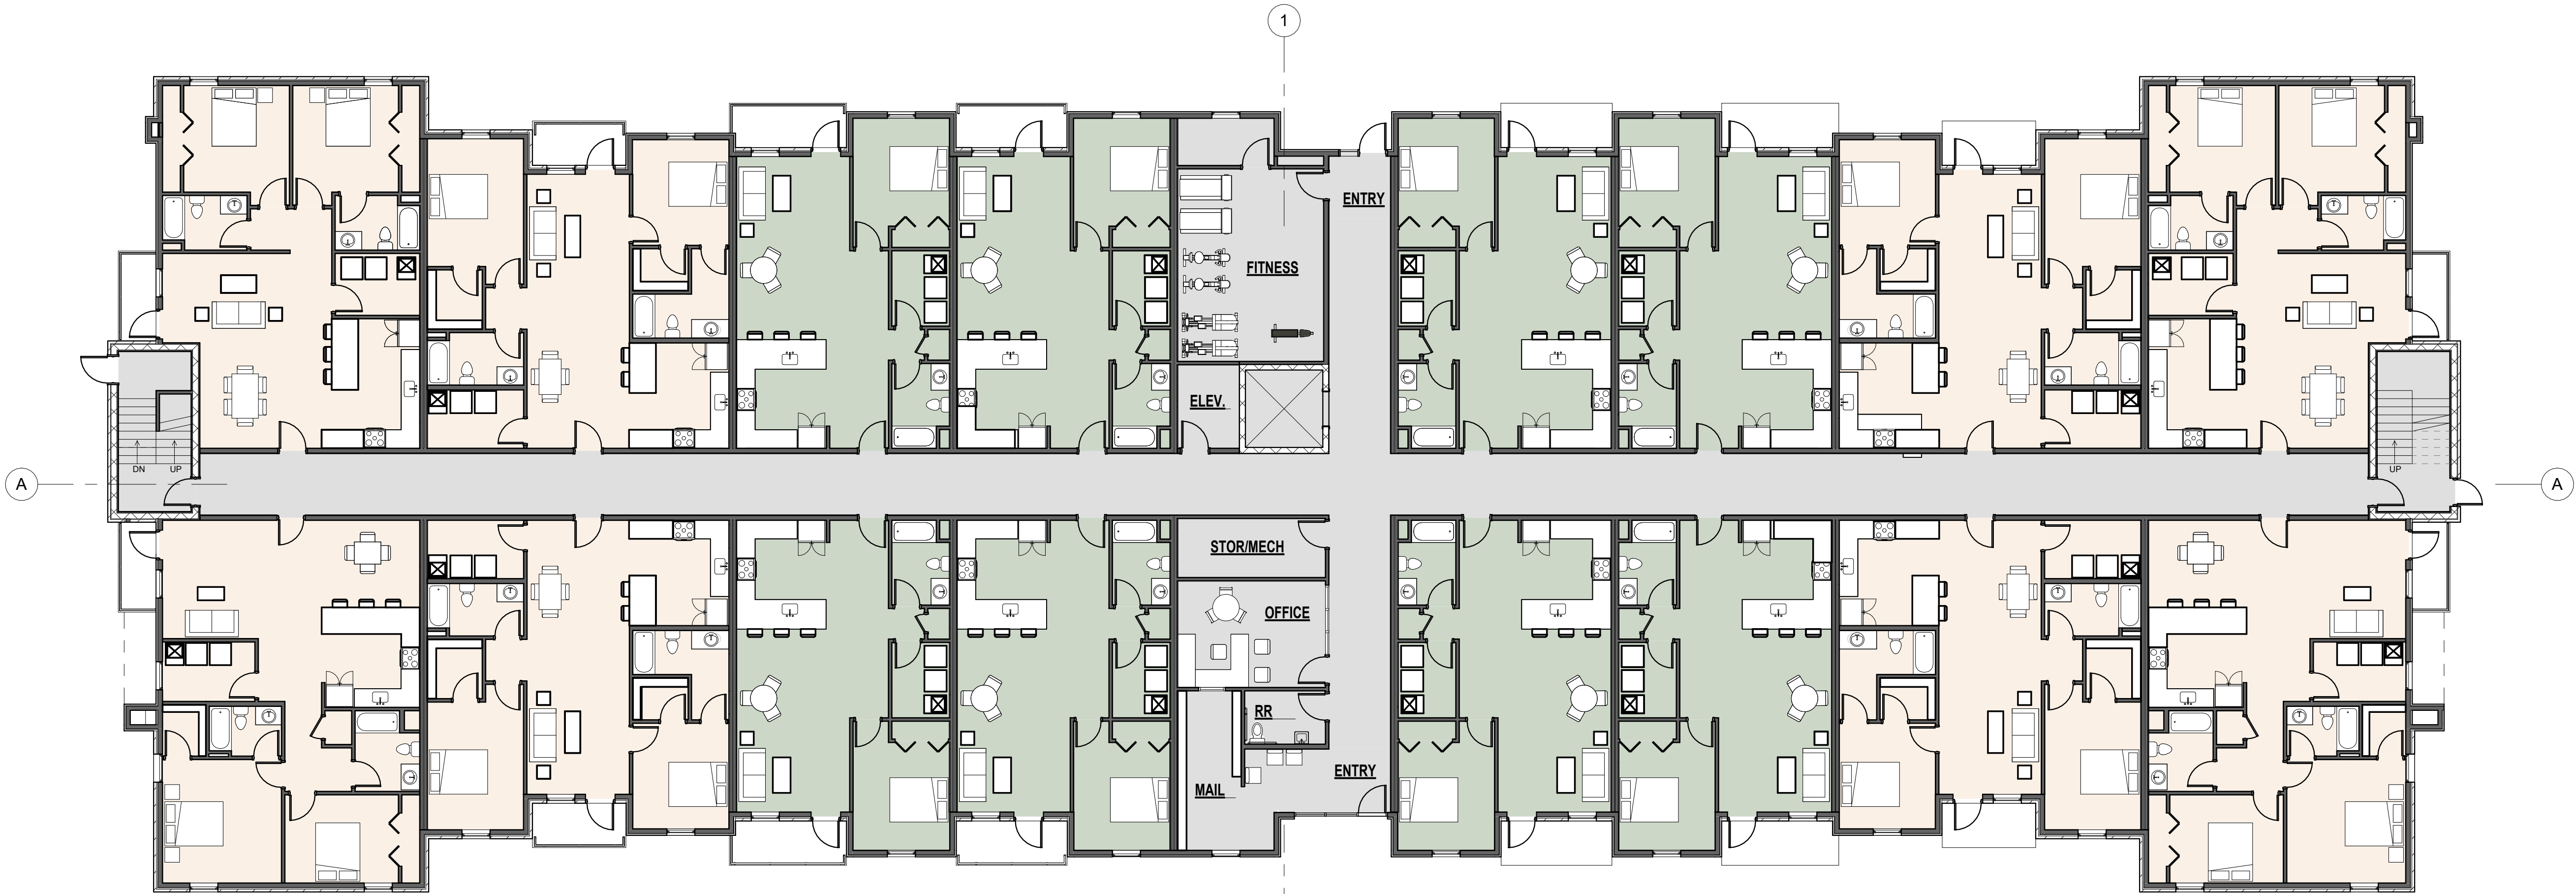 1
ENTRY
FITNESS
ELEV.
DN
UP
UP
A
A
STOR/MECH
OFFICE
RR
ENTRY
MAIL